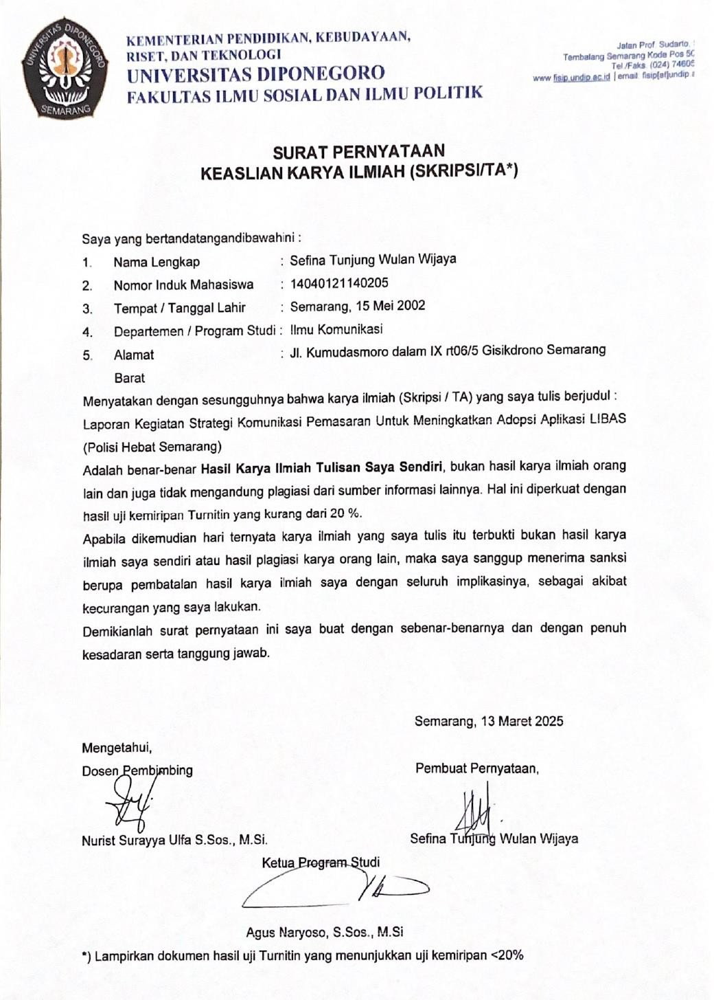 UNIVERSITAS DIPONEGORO
SEMARANG
KEMENTERIAN PENDIDIKAN, KEBUDAYAAN,
RISET, DAN TEKNOLOGI
UNIVERSITAS DIPONEGORO
FAKULTAS ILMU SOSIAL DAN ILMU POLITIK
Jalan Prof. Sudarto,
Tembalang Semarang Kode Pos 50
Tel./Faks. (024) 7460
www.fisip.undip.ac.id | email: fisip[at]undip
SURAT PERNYATAAN
KEASLIAN KARYA ILMIAH (SKRIPSI/TA*)
Saya yang bertandatangandibawahini :
1. Nama Lengkap : Sefina Tunjung Wulan Wijaya
2. Nomor Induk Mahasiswa : 14040121140205
3. Tempat / Tanggal Lahir : Semarang, 15 Mei 2002
4. Departemen / Program Studi : Ilmu Komunikasi
5. Alamat : Jl. Kumudasmoro dalam IX rt06/5 Gisikdrono Semarang
Barat
Menyatakan dengan sesungguhnya bahwa karya ilmiah (Skripsi / TA) yang saya tulis berjudul :
Laporan Kegiatan Strategi Komunikasi Pemasaran Untuk Meningkatkan Adopsi Aplikasi LIBAS
(Polisi Hebat Semarang)
Adalah benar-benar Hasil Karya Ilmiah Tulisan Saya Sendiri, bukan hasil karya ilmiah orang
lain dan juga tidak mengandung plagiasi dari sumber informasi lainnya. Hal ini diperkuat dengan
hasil uji kemiripan Turnitin yang kurang dari 20 %.
Apabila dikemudian hari ternyata karya ilmiah yang saya tulis itu terbukti bukan hasil karya
ilmiah saya sendiri atau hasil plagiasi karya orang lain, maka saya sanggup menerima sanksi
berupa pembatalan hasil karya ilmiah saya dengan seluruh implikasinya, sebagai akibat
kecurangan yang saya lakukan.
Demikianlah surat pernyataan ini saya buat dengan sebenar-benarnya dan dengan penuh
kesadaran serta tanggung jawab.
Semarang, 13 Maret 2025
Mengetahui,
Dosen Pembimbing
Pembuat Pernyataan,
Nurist Surayya Ulfa S.Sos., M.Si.
Sefina Tunjung Wulan Wijaya
Ketua Program Studi
Agus Naryoso, S.Sos., M.Si
*) Lampirkan dokumen hasil uji Turnitin yang menunjukkan uji kemiripan <20%